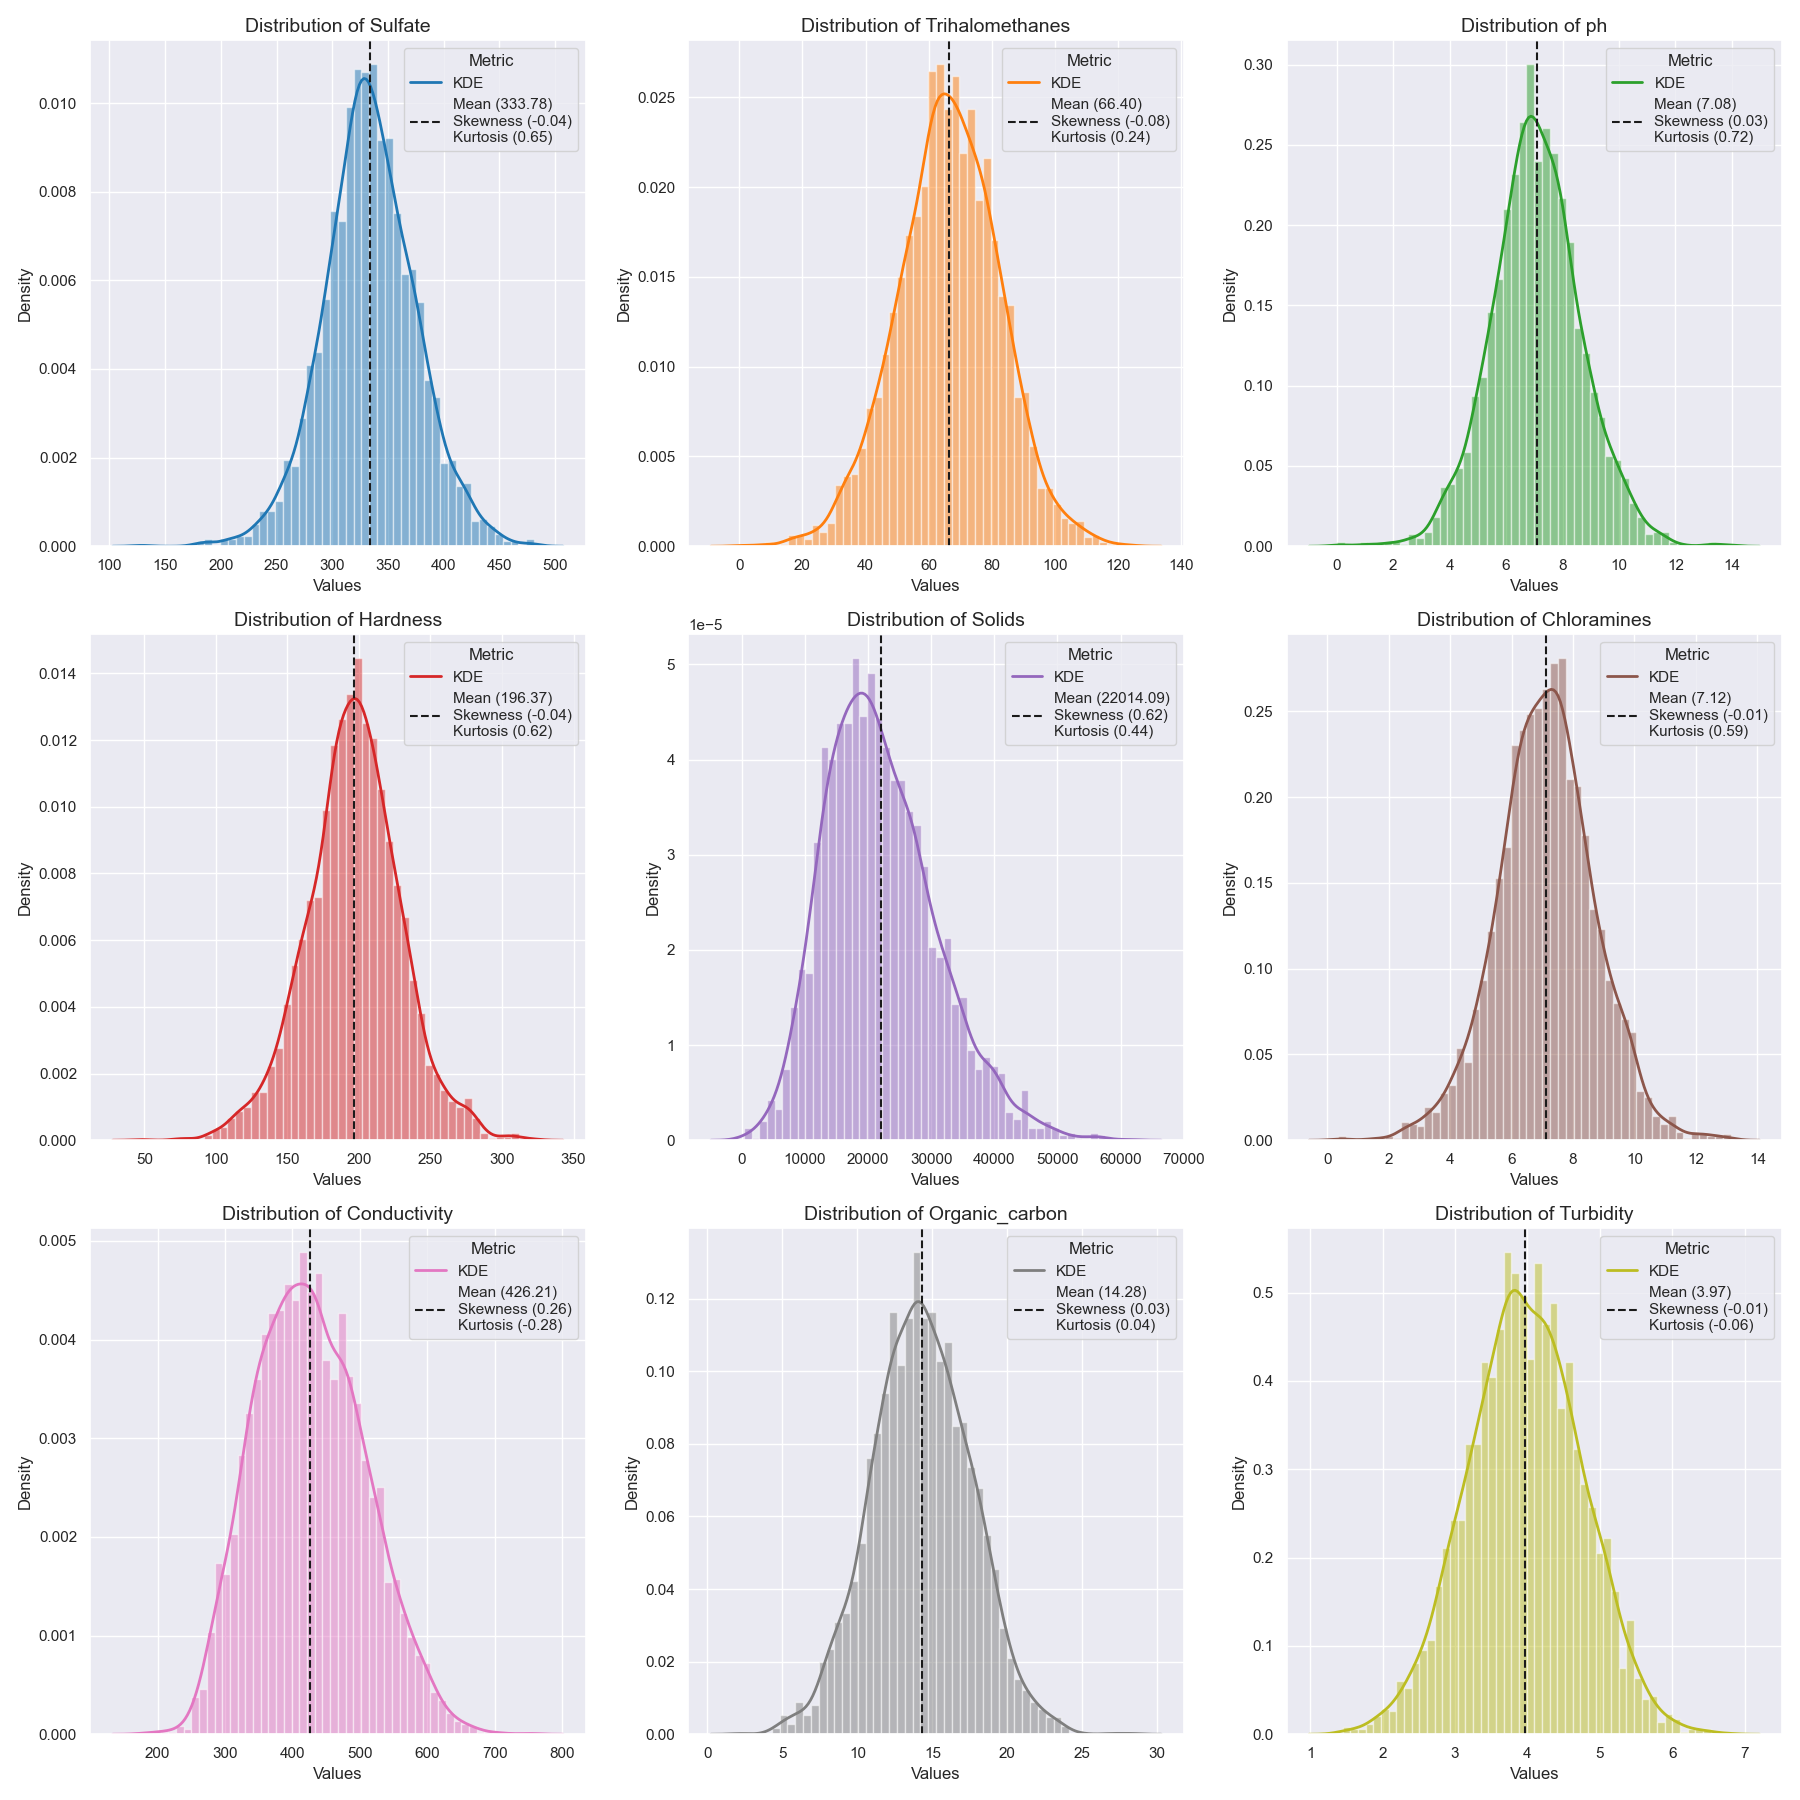 Distribution of Sulfate
Metric
KDE
Mean (333.78)
Skewness (-0.04)
Kurtosis (0.65)
Density
0.010
0.008
0.006
0.004
0.002
0.000
100 150 200 250 300 350 400 450 500
Values
Distribution of Trihalomethanes
Metric
KDE
Mean (66.40)
Skewness (-0.08)
Kurtosis (0.24)
Density
0.025
0.020
0.015
0.010
0.005
0.000
0 20 40 60 80 100 120 140
Values
Distribution of ph
Metric
KDE
Mean (7.08)
Skewness (0.03)
Kurtosis (0.72)
Density
0.30
0.25
0.20
0.15
0.10
0.05
0.00
0 2 4 6 8 10 12 14
Values
Distribution of Hardness
Metric
KDE
Mean (196.37)
Skewness (-0.04)
Kurtosis (0.62)
Density
0.014
0.012
0.010
0.008
0.006
0.004
0.002
0.000
50 100 150 200 250 300 350
Values
1e−5
Distribution of Solids
Metric
KDE
Mean (22014.09)
Skewness (0.62)
Kurtosis (0.44)
Density
5
4
3
2
1
0
0 10000 20000 30000 40000 50000 60000 70000
Values
Distribution of Chloramines
Metric
KDE
Mean (7.12)
Skewness (-0.01)
Kurtosis (0.59)
Density
0.25
0.20
0.15
0.10
0.05
0.00
0 2 4 6 8 10 12 14
Values
Distribution of Conductivity
Metric
KDE
Mean (426.21)
Skewness (0.26)
Kurtosis (-0.28)
Density
0.005
0.004
0.003
0.002
0.001
0.000
200 300 400 500 600 700 800
Values
Distribution of Organic_carbon
Metric
KDE
Mean (14.28)
Skewness (0.03)
Kurtosis (0.04)
Density
0.12
0.10
0.08
0.06
0.04
0.02
0.00
0 5 10 15 20 25 30
Values
Distribution of Turbidity
Metric
KDE
Mean (3.97)
Skewness (-0.01)
Kurtosis (-0.06)
Density
0.5
0.4
0.3
0.2
0.1
0.0
1 2 3 4 5 6 7
Values